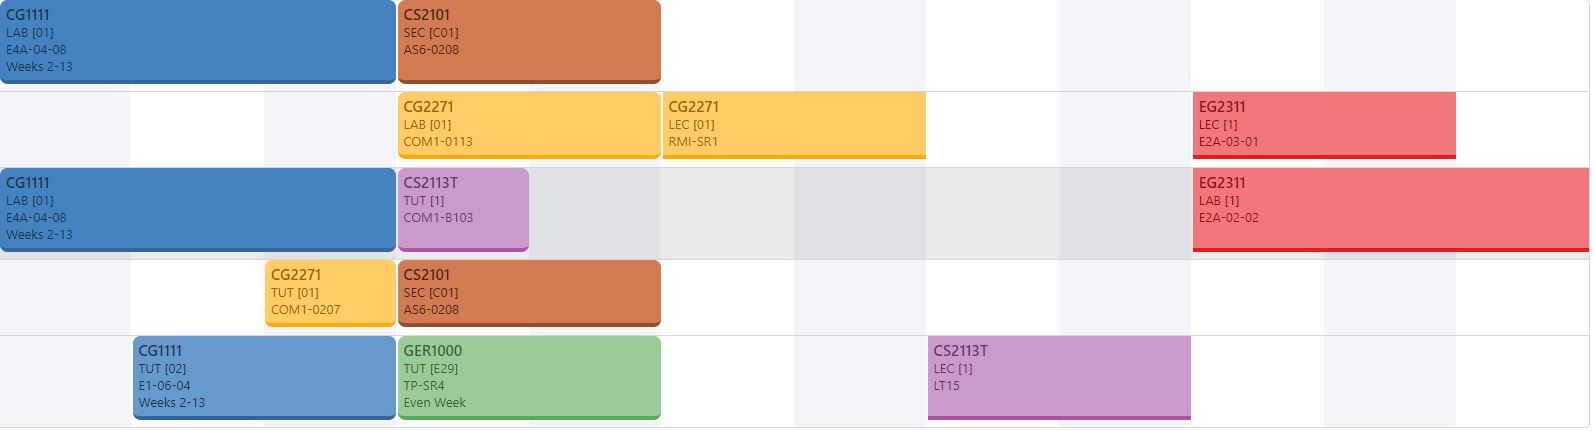 CG1111
LAB [01]
E4A-04-08
Weeks 2-13
CS2101
SEC [C01]
AS6-0208
CG2271
LAB [01]
COM1-0113
CG2271
LEC [01]
RMI-SR1
EG2311
LEC [1]
E2A-03-01
CG1111
LAB [01]
E4A-04-08
Weeks 2-13
CS2113T
TUT [1]
COM1-B103
EG2311
LAB [1]
E2A-02-02
CG2271
TUT [01]
COM1-0207
CS2101
SEC [C01]
AS6-0208
CG1111
TUT [02]
E1-06-04
Weeks 2-13
GER1000
TUT [E29]
TP-SR4
Even Week
CS2113T
LEC [1]
LT15